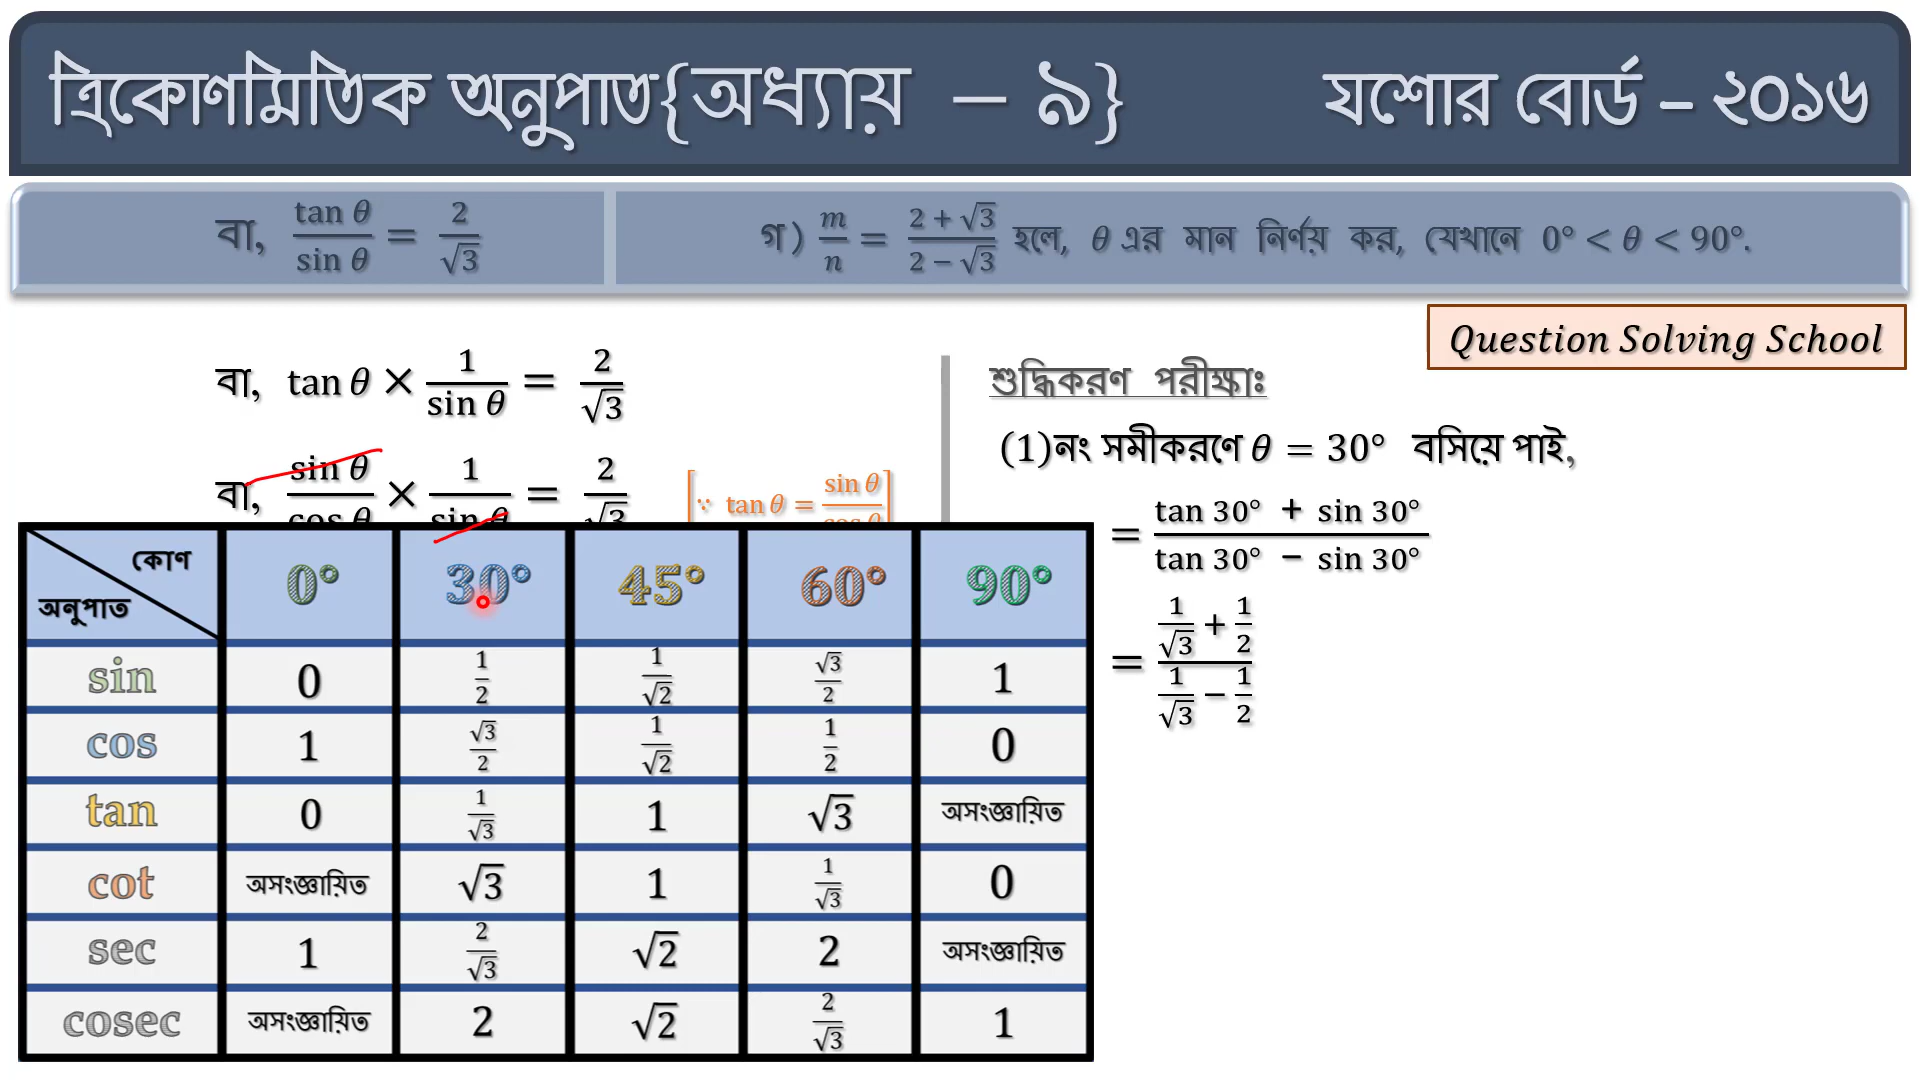 ত্রিকোণমিতিক অনুপাত{অধ্যায় – ৯} যশোর বোর্ড – ২০১৬
বা, tan θ / sin θ = 2/√3
গ) m/n = (2 + √3)/(2 − √3) হলে, θ এর মান নির্ণয় কর, যেখানে 0° < θ < 90°.
Question Solving School
বা, tan θ × 1/sin θ = 2/√3
বা, sin θ/cos θ × 1/sin θ = 2/√3 [∵ tan θ = sin θ/cos θ]
শুদ্ধিকরণ পরীক্ষাঃ
(1)নং সমীকরণে θ = 30° বসিয়ে পাই,
= (tan 30° + sin 30°)/(tan 30° − sin 30°)
= (1/√3 + 1/2)/(1/√3 − 1/2)
কোণ অনুপাত 0° 30° 45° 60° 90°
sin 0 1/2 1/√2 √3/2 1
cos 1 √3/2 1/√2 1/2 0
tan 0 1/√3 1 √3 অসংজ্ঞায়িত
cot অসংজ্ঞায়িত √3 1 1/√3 0
sec 1 2/√3 √2 2 অসংজ্ঞায়িত
cosec অসংজ্ঞায়িত 2 √2 2/√3 1